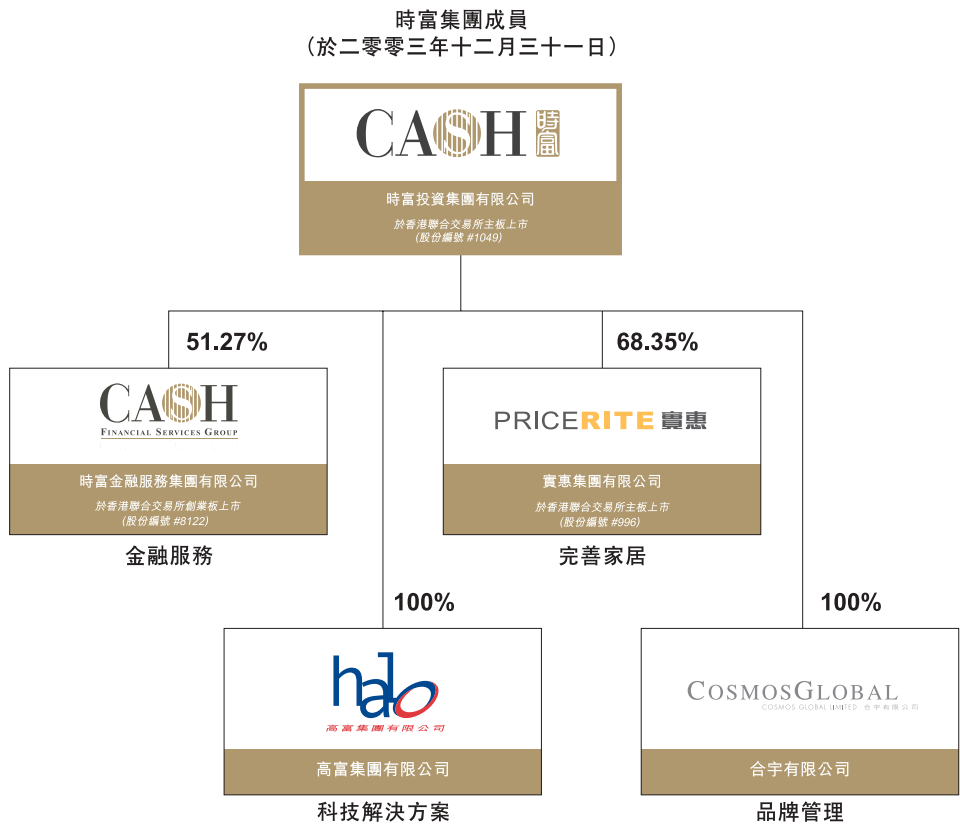 時富集團成員
（於二零零三年十二月三十一日）
CASH 時富
時富投資集團有限公司
於香港聯合交易所主板上市
(股份編號 #1049)
51.27%
68.35%
CASH
FINANCIAL SERVICES GROUP
時富金融服務集團有限公司
於香港聯合交易所創業板上市
(股份編號 #8122)
金融服務
PRICERITE 實惠
實惠集團有限公司
於香港聯合交易所主板上市
(股份編號 #996)
完善家居
100%
100%
halo
高富集團有限公司
高富集團有限公司
科技解決方案
COSMOSGLOBAL
COSMOS GLOBAL LIMITED 合宇有限公司
合宇有限公司
品牌管理